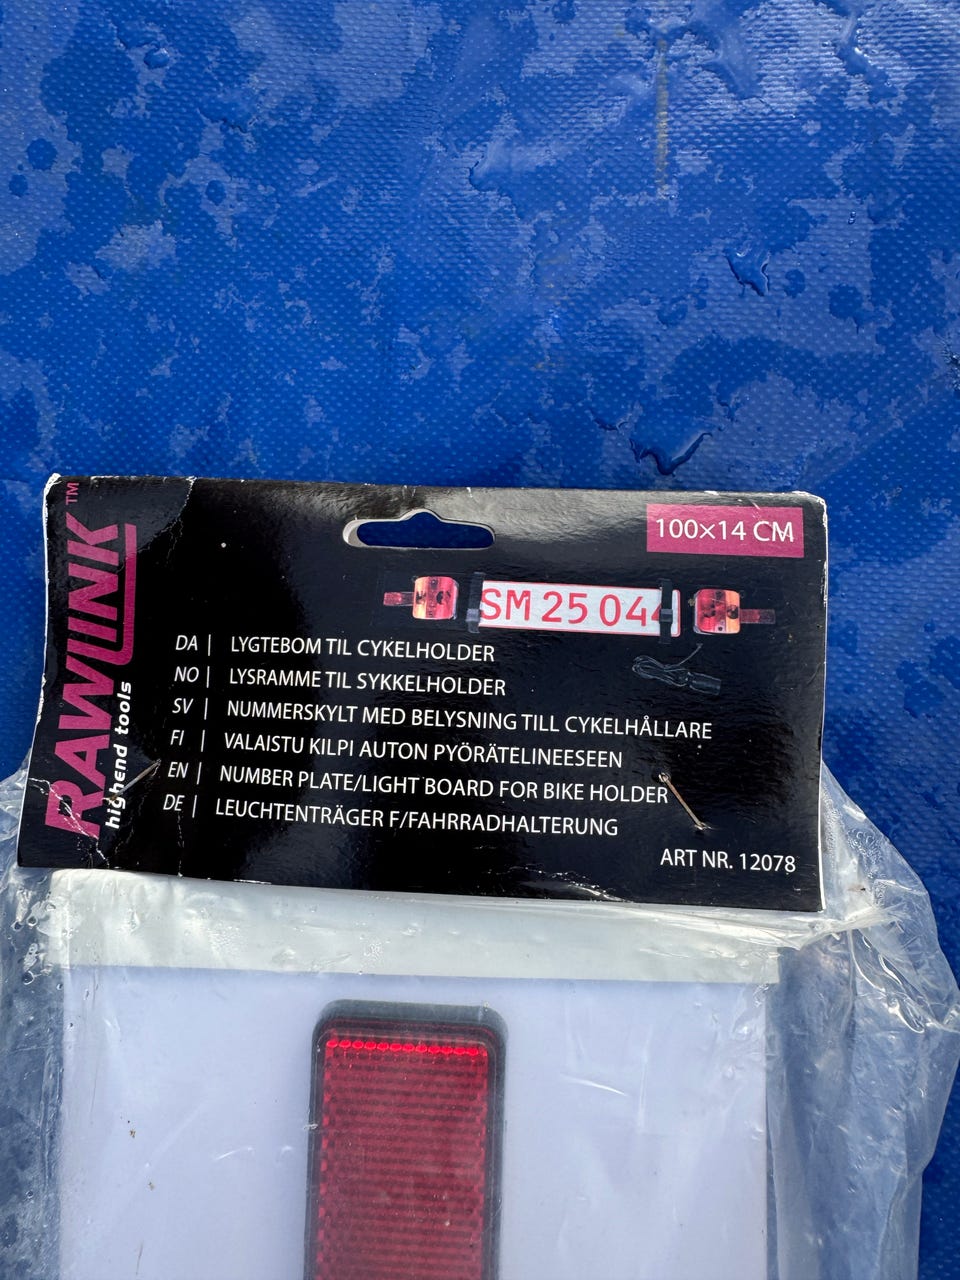 RAWLINK™
highend tools
100×14 CM
SM 25 044
DA | LYGTEBOM TIL CYKELHOLDER
NO | LYSRAMME TIL SYKKELHOLDER
SV | NUMMERSKYLT MED BELYSNING TILL CYKELHÅLLARE
FI | VALAISTU KILPI AUTON PYÖRÄTELINEESEEN
EN | NUMBER PLATE/LIGHT BOARD FOR BIKE HOLDER
DE | LEUCHTENTRÄGER F/FAHRRADHALTERUNG
ART NR. 12078